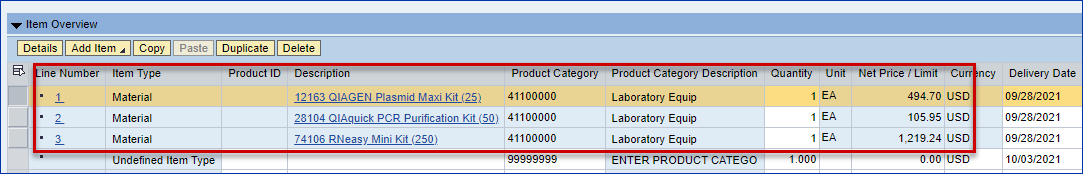 Item Overview
Details Add Item Copy Paste Duplicate Delete
Line Number Item Type Product ID Description Product Category Product Category Description Quantity Unit Net Price / Limit Currency Delivery Date
1 Material 12163 QIAGEN Plasmid Maxi Kit (25) 41100000 Laboratory Equip 1 EA 494.70 USD 09/28/2021
2 Material 28104 QIAquick PCR Purification Kit (50) 41100000 Laboratory Equip 1 EA 105.95 USD 09/28/2021
3 Material 74106 RNeasy Mini Kit (250) 41100000 Laboratory Equip 1 EA 1,219.24 USD 09/28/2021
Undefined Item Type 99999999 ENTER PRODUCT CATEGO 1.000 0.00 USD 10/03/2021